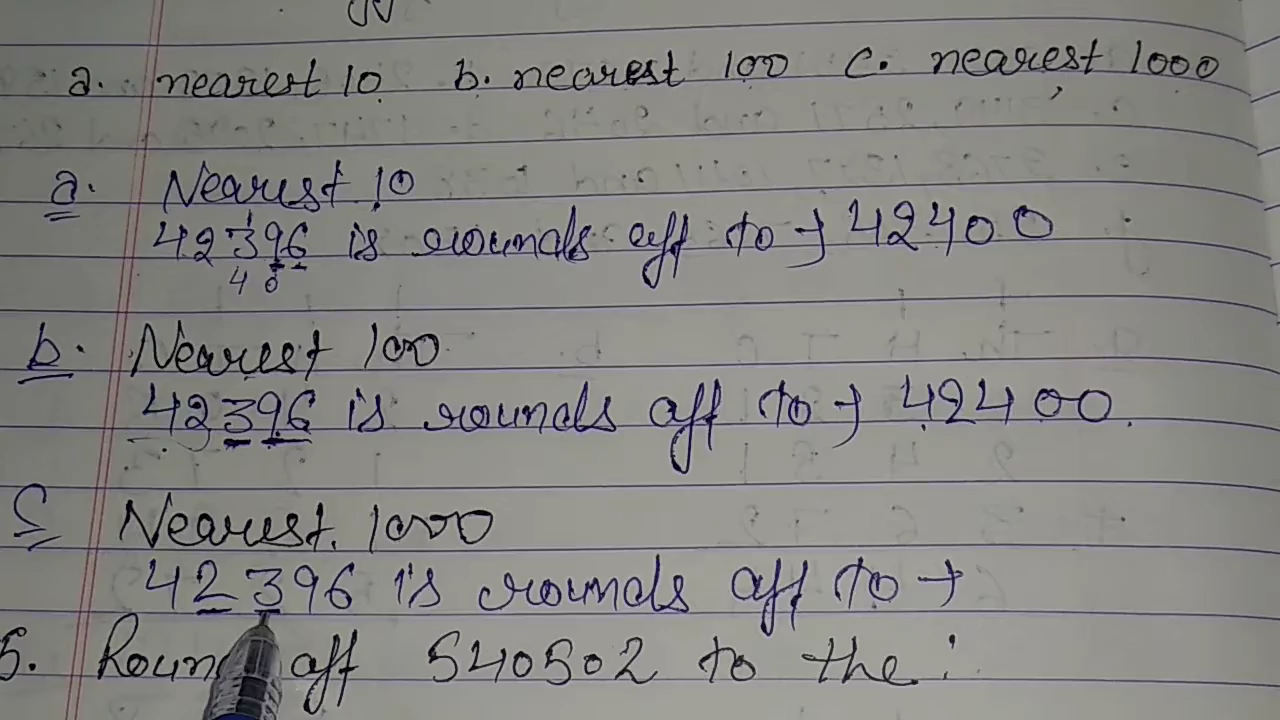 a. nearest 10 b. nearest 100 c. nearest 1000
a. Nearest 10
1
42396 is rounds off to → 42400
4 0
b. Nearest 100
42396 is rounds off to → 42400.
C Nearest. 1000
42396 is rounds off to →
5. Round off 540502 to the :